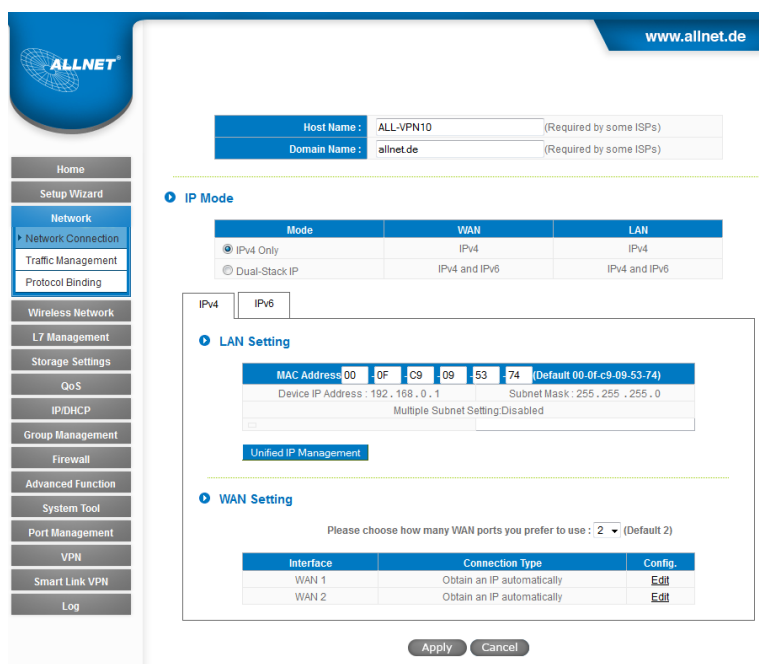 www.allnet.de
ALLNET®
Host Name : ALL-VPN10 (Required by some ISPs)
Domain Name : allnet.de (Required by some ISPs)
Home
Setup Wizard
Network
Network Connection
Traffic Management
Protocol Binding
Wireless Network
L7 Management
Storage Settings
QoS
IP/DHCP
Group Management
Firewall
Advanced Function
System Tool
Port Management
VPN
Smart Link VPN
Log
IP Mode
Mode WAN LAN
IPv4 Only IPv4 IPv4
Dual-Stack IP IPv4 and IPv6 IPv4 and IPv6
IPv4 IPv6
LAN Setting
MAC Address 00 - 0F - C9 - 09 - 53 - 74 (Default 00-0f-c9-09-53-74)
Device IP Address : 192 . 168 . 0 . 1 Subnet Mask : 255 . 255 . 255 . 0
Multiple Subnet Setting:Disabled
Unified IP Management
WAN Setting
Please choose how many WAN ports you prefer to use : 2 (Default 2)
Interface Connection Type Config.
WAN 1 Obtain an IP automatically Edit
WAN 2 Obtain an IP automatically Edit
Apply Cancel